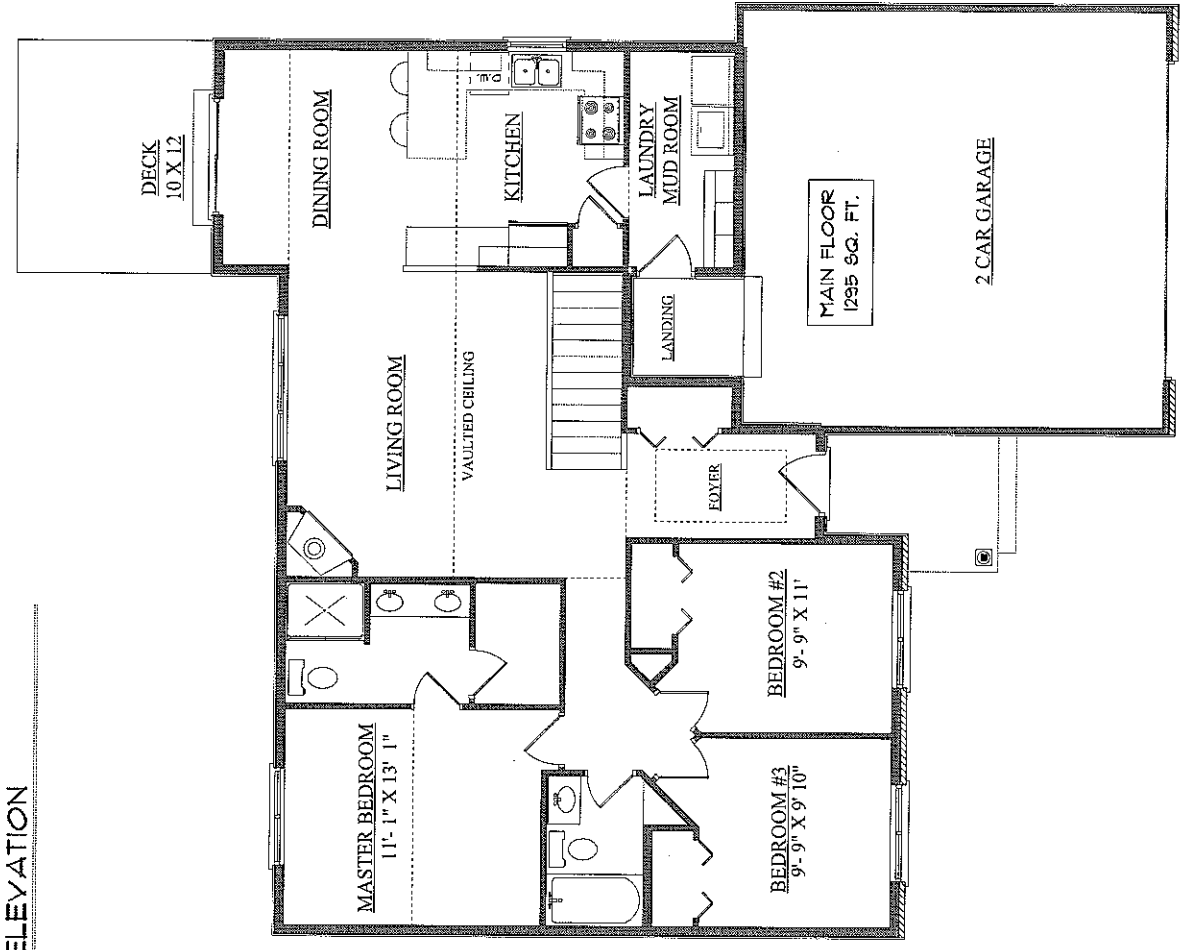 DECK
10 X 12
DINING ROOM
D.W.
KITCHEN
LAUNDRY
MUD ROOM
MAIN FLOOR
1295 SQ. FT.
2 CAR GARAGE
LANDING
LIVING ROOM
VAULTED CEILING
FOYER
MASTER BEDROOM
11'- 1" X 13' 1"
BEDROOM #2
9'- 9" X 11'
BEDROOM #3
9'- 9" X 9' 10"
ELEVATION